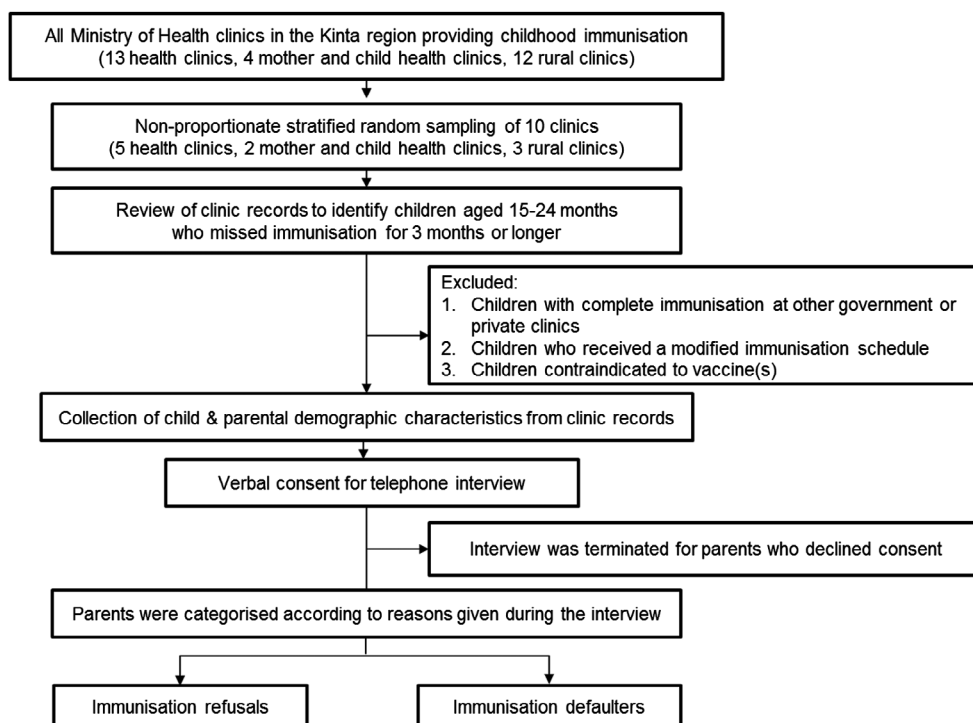 All Ministry of Health clinics in the Kinta region providing childhood immunisation
(13 health clinics, 4 mother and child health clinics, 12 rural clinics)
Non-proportionate stratified random sampling of 10 clinics
(5 health clinics, 2 mother and child health clinics, 3 rural clinics)
Review of clinic records to identify children aged 15-24 months
who missed immunisation for 3 months or longer
Excluded:
1. Children with complete immunisation at other government or
private clinics
2. Children who received a modified immunisation schedule
3. Children contraindicated to vaccine(s)
Collection of child & parental demographic characteristics from clinic records
Verbal consent for telephone interview
Interview was terminated for parents who declined consent
Parents were categorised according to reasons given during the interview
Immunisation refusals
Immunisation defaulters